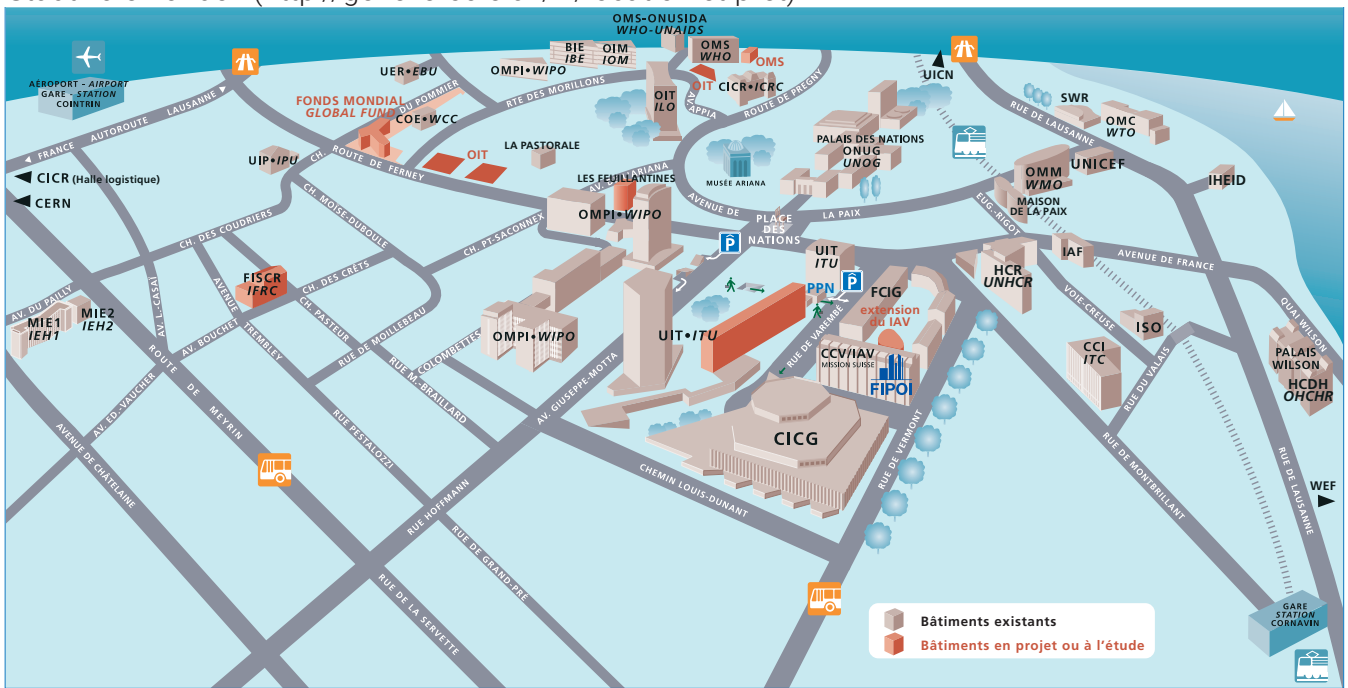 OMS-ONUSIDA
WHO-UNAIDS
AÉROPORT - AIRPORT
GARE - STATION
COINTRIN
BIE
IBE
OIM
IOM
OMS
WHO
OMS
UER•EBU
OMPI•WIPO
OIT
CICR•ICRC
UICN
FONDS MONDIAL
GLOBAL FUND
DU POMMIER
RTE DES MORILLONS
OIT
ILO
AV. APPIA
ROUTE DE PREGNY
SWR
RUE DE LAUSANNE
OMC
WTO
AUTOROUTE LAUSANNE
FRANCE
COE•WCC
PALAIS DES NATIONS
ONUG
UNOG
UIP•IPU
CH.
ROUTE DE FERNEY
OIT
LA PASTORALE
UNICEF
OMM
WMO
CICR (Halle logistique)
CERN
LES FEUILLANTINES
MUSÉE ARIANA
IHEID
MAISON
DE LA PAIX
CH. MOISE-DUBOULE
OMPI•WIPO
AVENUE DE
LA PAIX
PLACE
DES
NATIONS
EUG.-RIGOT
CH. DES COUDRIERS
CH. PT-SACONNEX
P
UIT
ITU
IAF
AVENUE DE FRANCE
HCR
UNHCR
FISCR
IFRC
CH. DES CRÊTS
PPN
P
FCIG
AV. DU PAILLY
MIE1
IEH1
MIE2
IEH2
AV. L.-CASAI
AVENUE
TREMBLEY
CH. PASTEUR
extension
du IAV
VOIE-CREUSE
QUAI WILSON
ISO
AV. BOUCHET
RUE DE MOILLEBEAU
COLOMBETTES
OMPI•WIPO
UIT•ITU
RUE DE VAREMBÉ
CCV/IAV
MISSION SUISSE
FIPOI
CCI
ITC
RUE DU VALAIS
PALAIS
WILSON
HCDH
OHCHR
ROUTE DE MEYRIN
AV. ED.-VAUCHER
RUE M.-BRAILLARD
AV. GIUSEPPE-MOTTA
AVENUE DE CHÂTELAINE
RUE PESTALOZZI
CICG
RUE DE VERMONT
RUE DE MONTBRILLANT
RUE DE LAUSANNE
WEF
CHEMIN LOUIS-DUNANT
RUE HOFFMANN
RUE DE GRAND-PRÉ
RUE DE LA SERVETTE
GARE
STATION
CORNAVIN
Bâtiments existants
Bâtiments en projet ou à l'étude